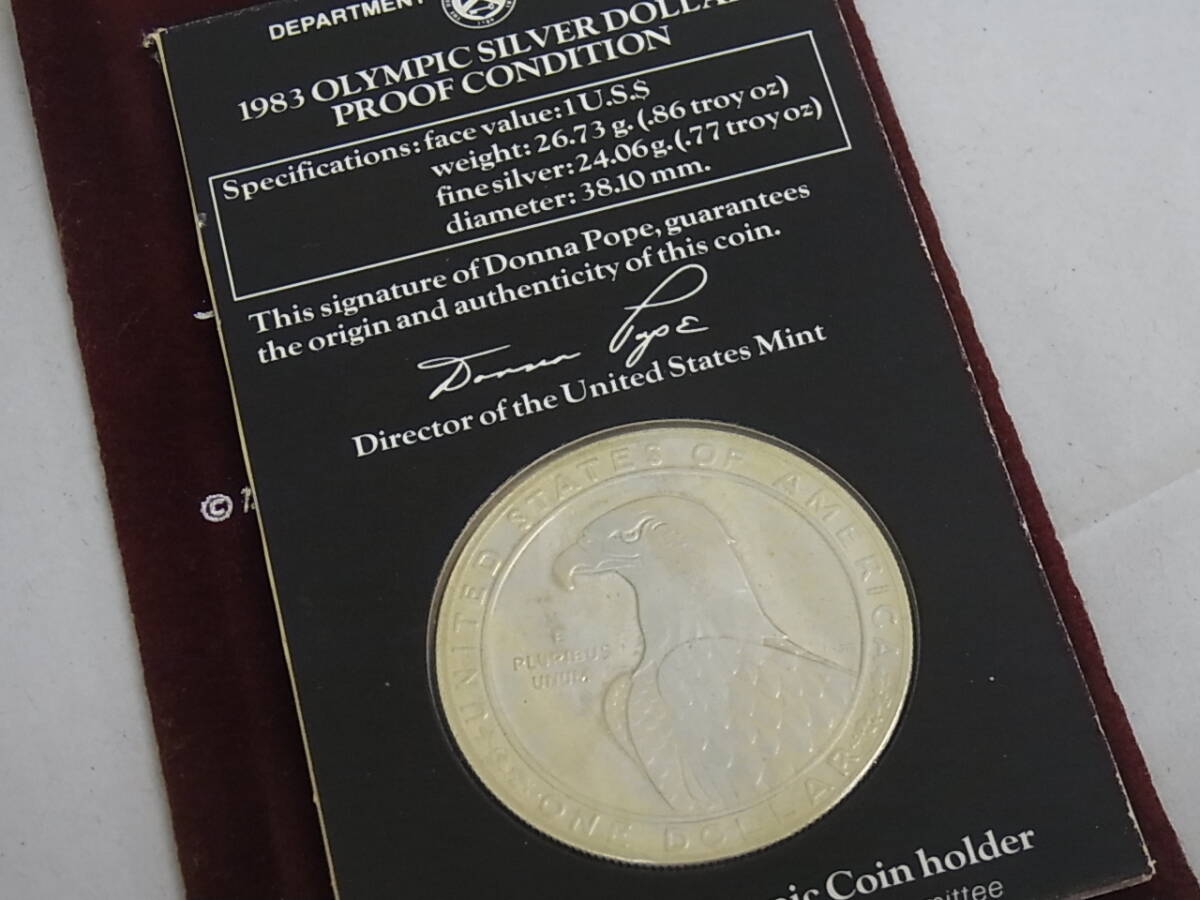 DEPARTMENT
1983 OLYMPIC SILVER DOLLAR
PROOF CONDITION
Specifications: face value: 1 U.S.$
weight: 26.73 g. (.86 troy oz)
fine silver: 24.06 g. (.77 troy oz)
diameter: 38.10 mm.
This signature of Donna Pope, guarantees
the origin and authenticity of this coin.
Donna Pope
Director of the United States Mint
©
UNITED STATES OF AMERICA
E
PLURIBUS
UNUM
ONE DOLLAR
Coin holder